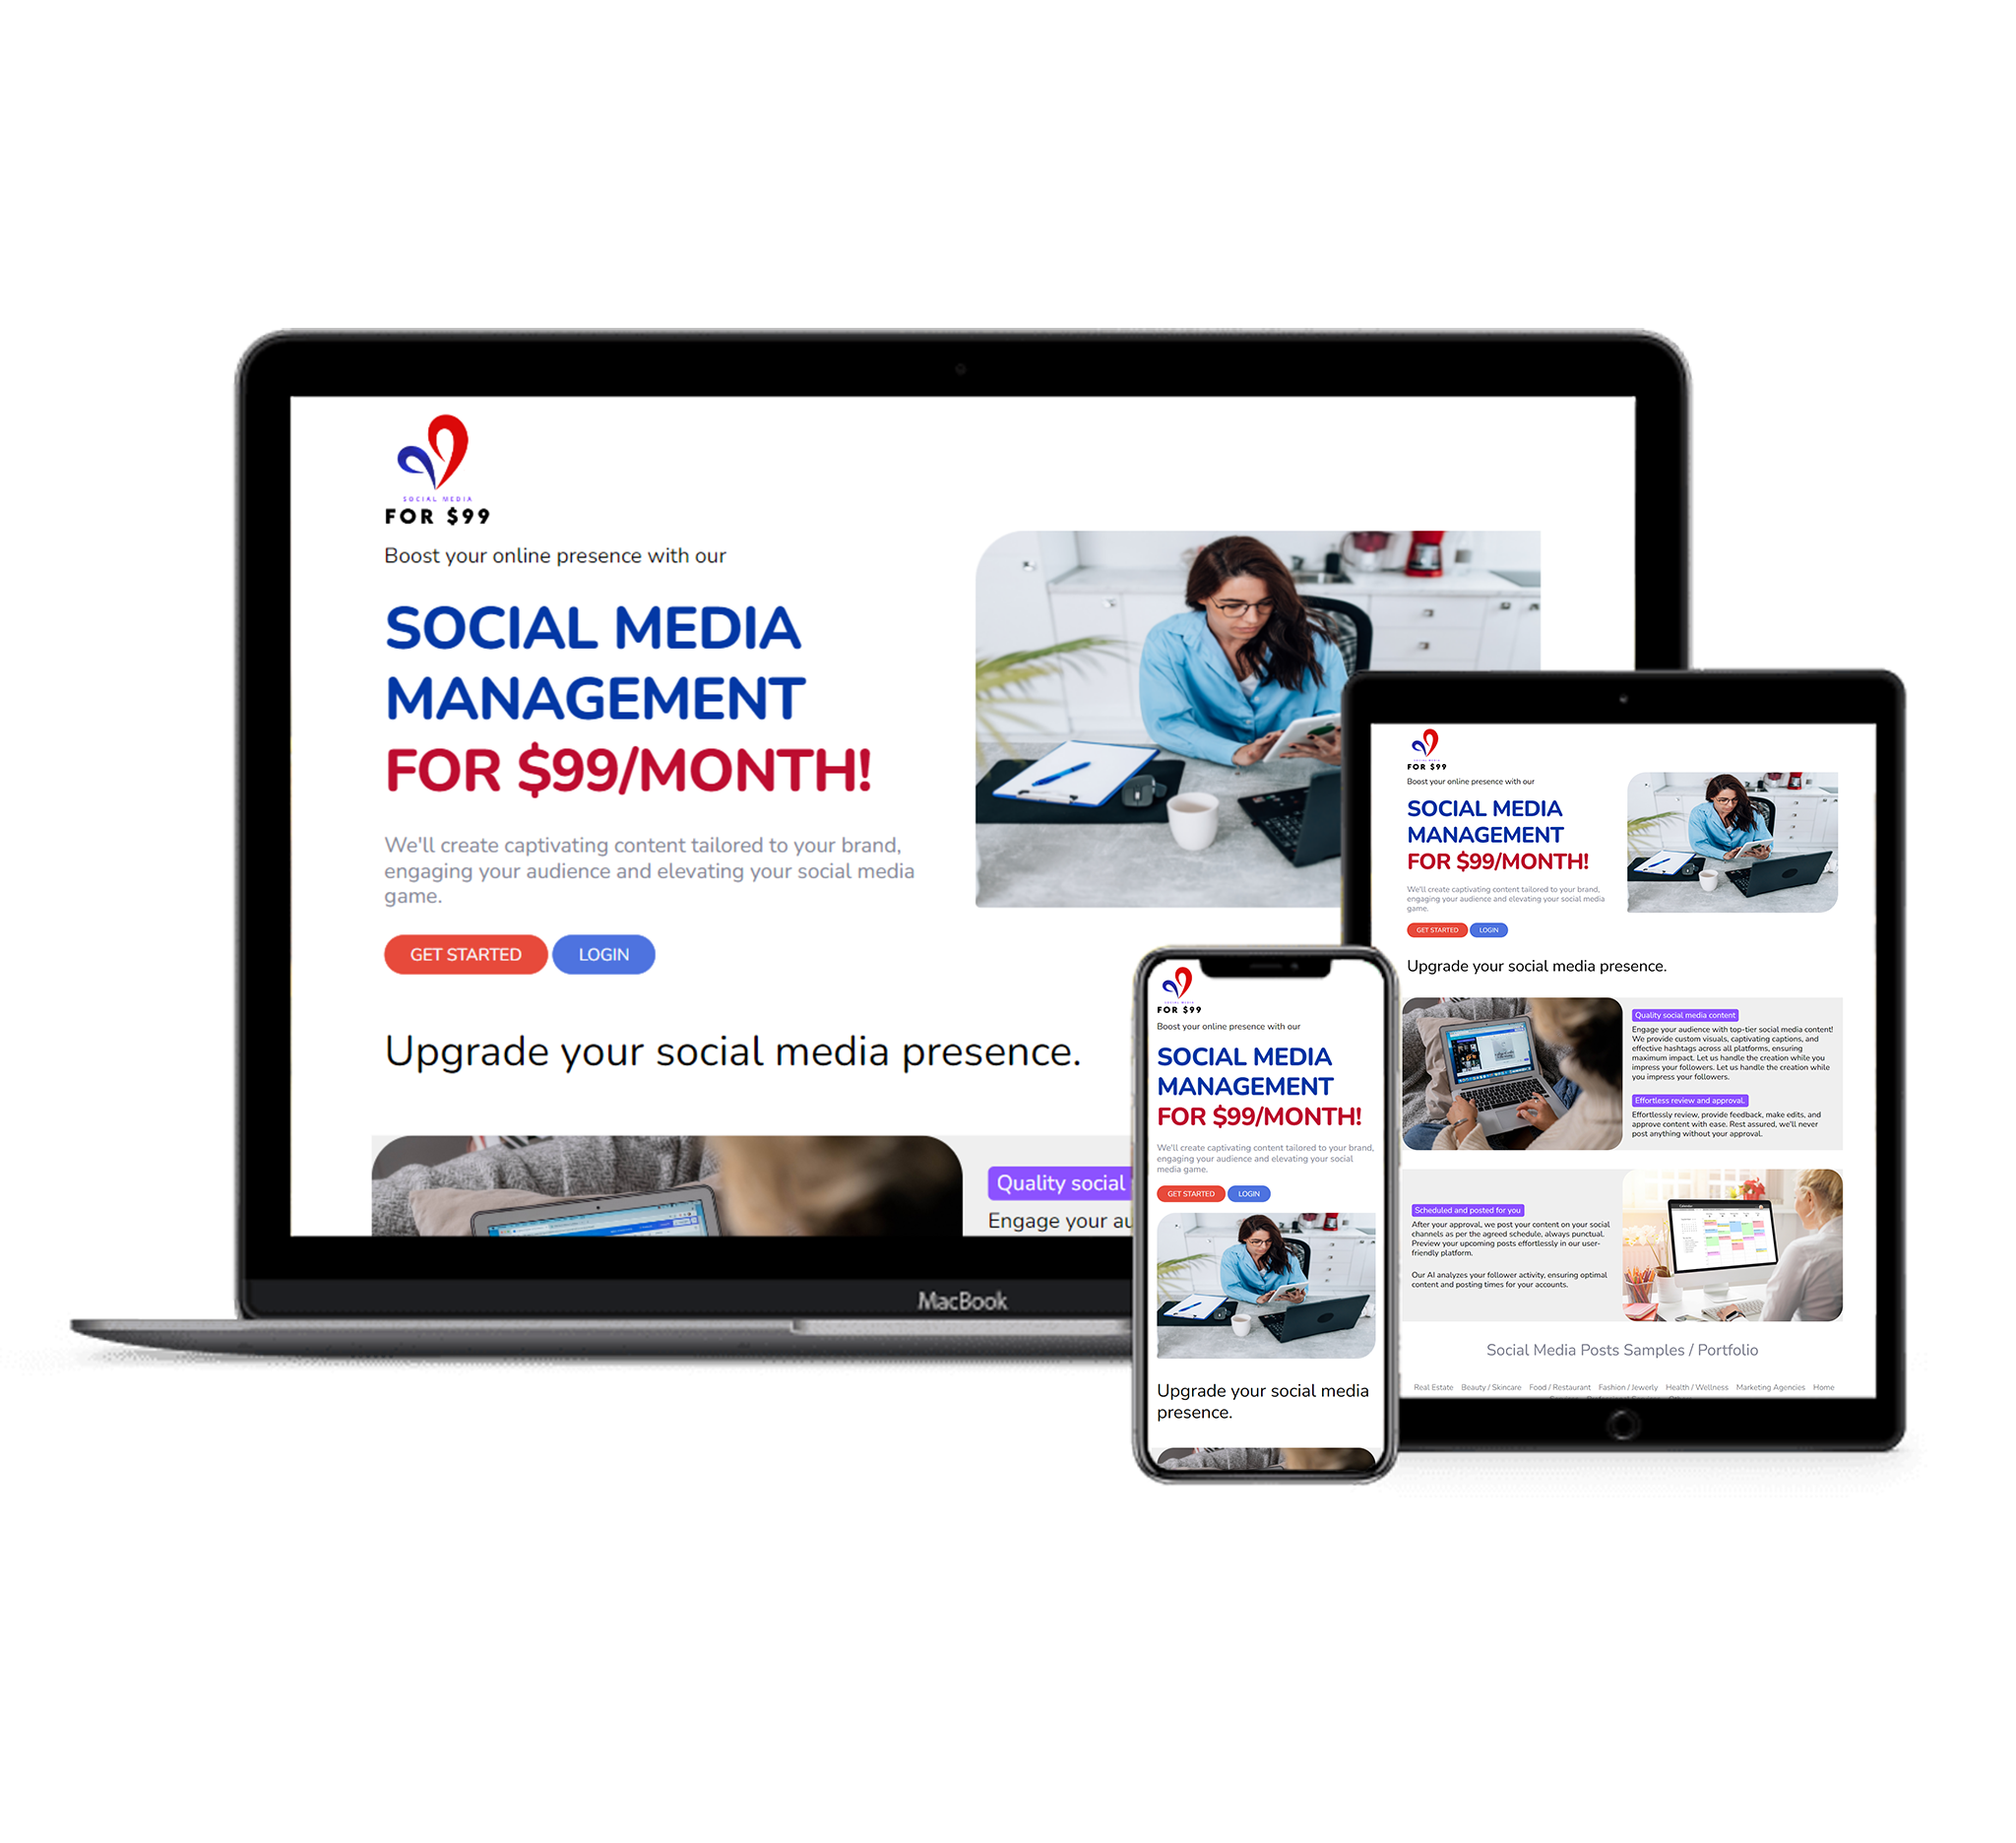 SOCIAL MEDIA
FOR $99
Boost your online presence with our
SOCIAL MEDIA
MANAGEMENT
FOR $99/MONTH!
We'll create captivating content tailored to your brand,
engaging your audience and elevating your social media
game.
GET STARTED LOGIN
Upgrade your social media presence.
Quality social
Engage your au
MacBook
FOR $99
Boost your online presence with our
SOCIAL MEDIA
MANAGEMENT
FOR $99/MONTH!
We'll create captivating content tailored to your brand,
engaging your audience and elevating your social
media game.
GET STARTED LOGIN
Upgrade your social media
presence.
FOR $99
Boost your online presence with our
SOCIAL MEDIA
MANAGEMENT
FOR $99/MONTH!
We'll create captivating content tailored to your brand,
engaging your audience and elevating your social media
game.
GET STARTED LOGIN
Upgrade your social media presence.
Quality social media content
Engage your audience with top-tier social media content!
We provide custom visuals, captivating captions, and
effective hashtags across all platforms, ensuring
maximum impact. Let us handle the creation while you
impress your followers. Let us handle the creation while
you impress your followers.
Effortless review and approval.
Effortlessly review, provide feedback, make edits, and
approve content with ease. Rest assured, we'll never
post anything without your approval.
Scheduled and posted for you
After your approval, we post your content on your social
channels as per the agreed schedule, always punctual.
Preview your upcoming posts effortlessly in our user-
friendly platform.
Our AI analyzes your follower activity, ensuring optimal
content and posting times for your accounts.
Social Media Posts Samples / Portfolio
Real Estate Beauty / Skincare Food / Restaurant Fashion / Jewerly Health / Wellness Marketing Agencies Home